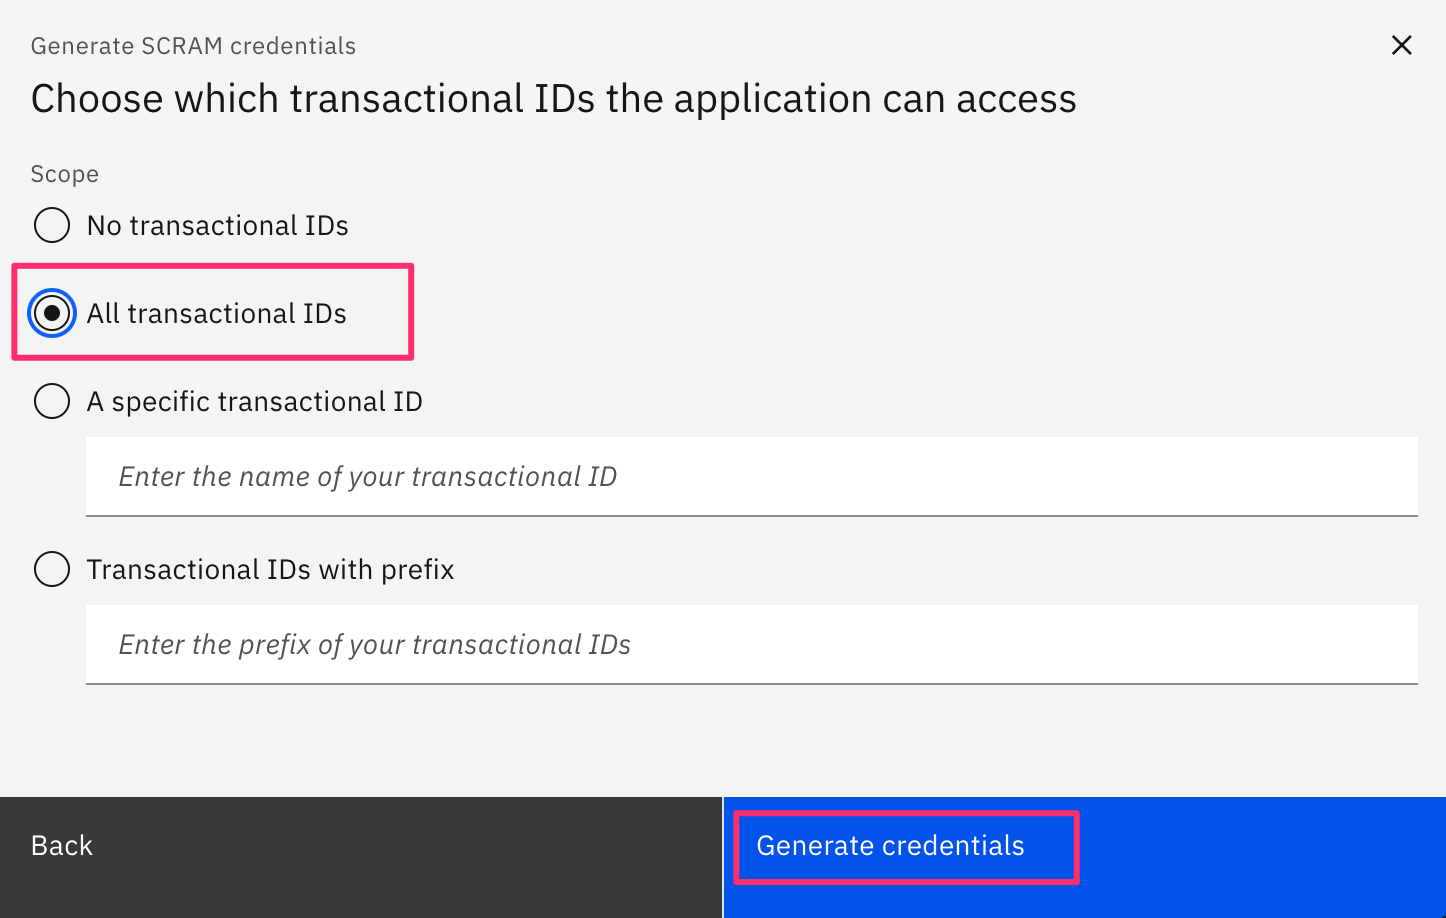 Generate SCRAM credentials
Choose which transactional IDs the application can access
Scope
No transactional IDs
All transactional IDs
A specific transactional ID
Enter the name of your transactional ID
Transactional IDs with prefix
Enter the prefix of your transactional IDs
Back
Generate credentials